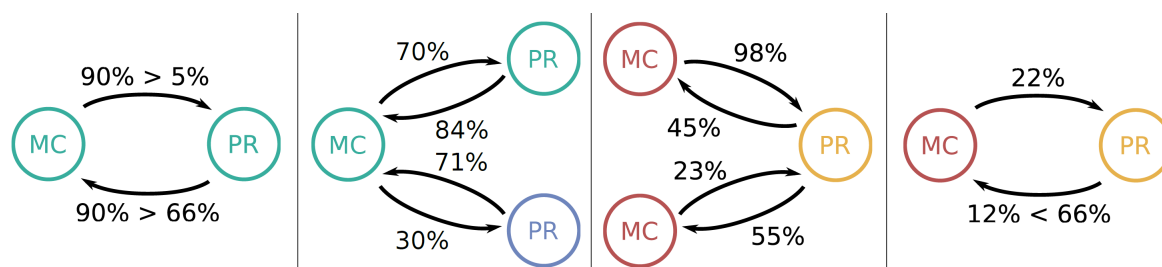 90% > 5%
MC
PR
90% > 66%
70%
PR
84%
MC
71%
PR
30%
MC
98%
45%
PR
23%
MC
55%
22%
MC
PR
12% < 66%